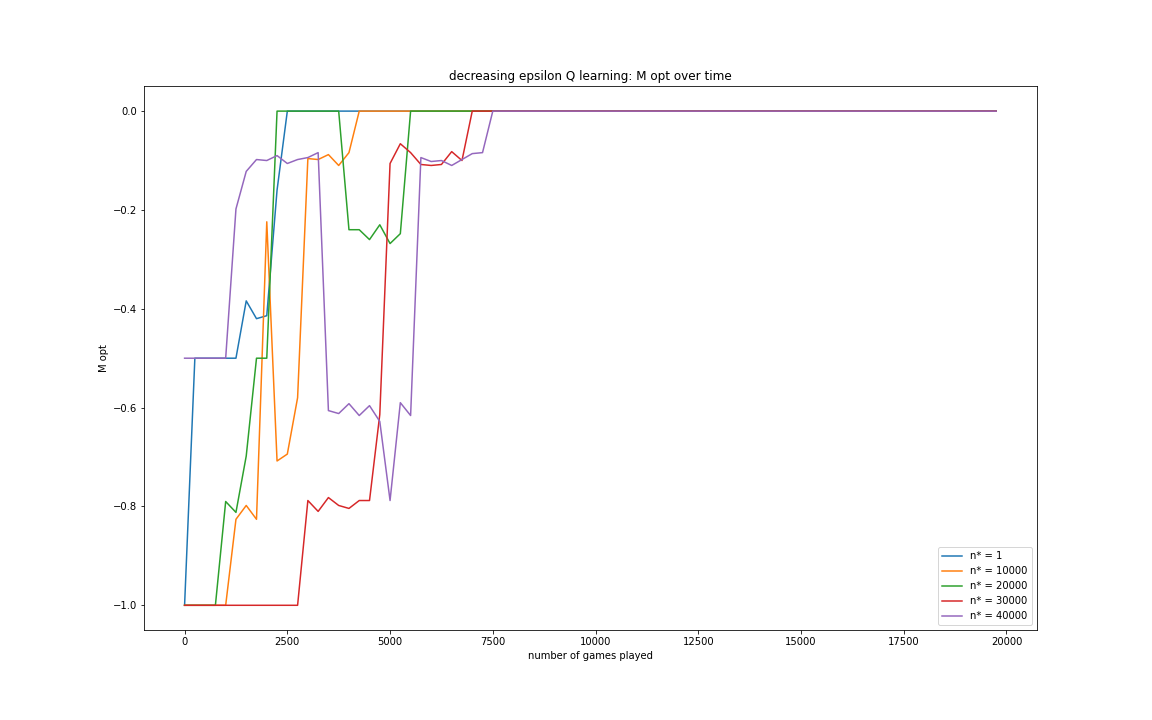 decreasing epsilon Q learning: M opt over time
0.0
−0.2
−0.4
−0.6
−0.8
−1.0
M opt
0 2500 5000 7500 10000 12500 15000 17500 20000
number of games played
n* = 1
n* = 10000
n* = 20000
n* = 30000
n* = 40000